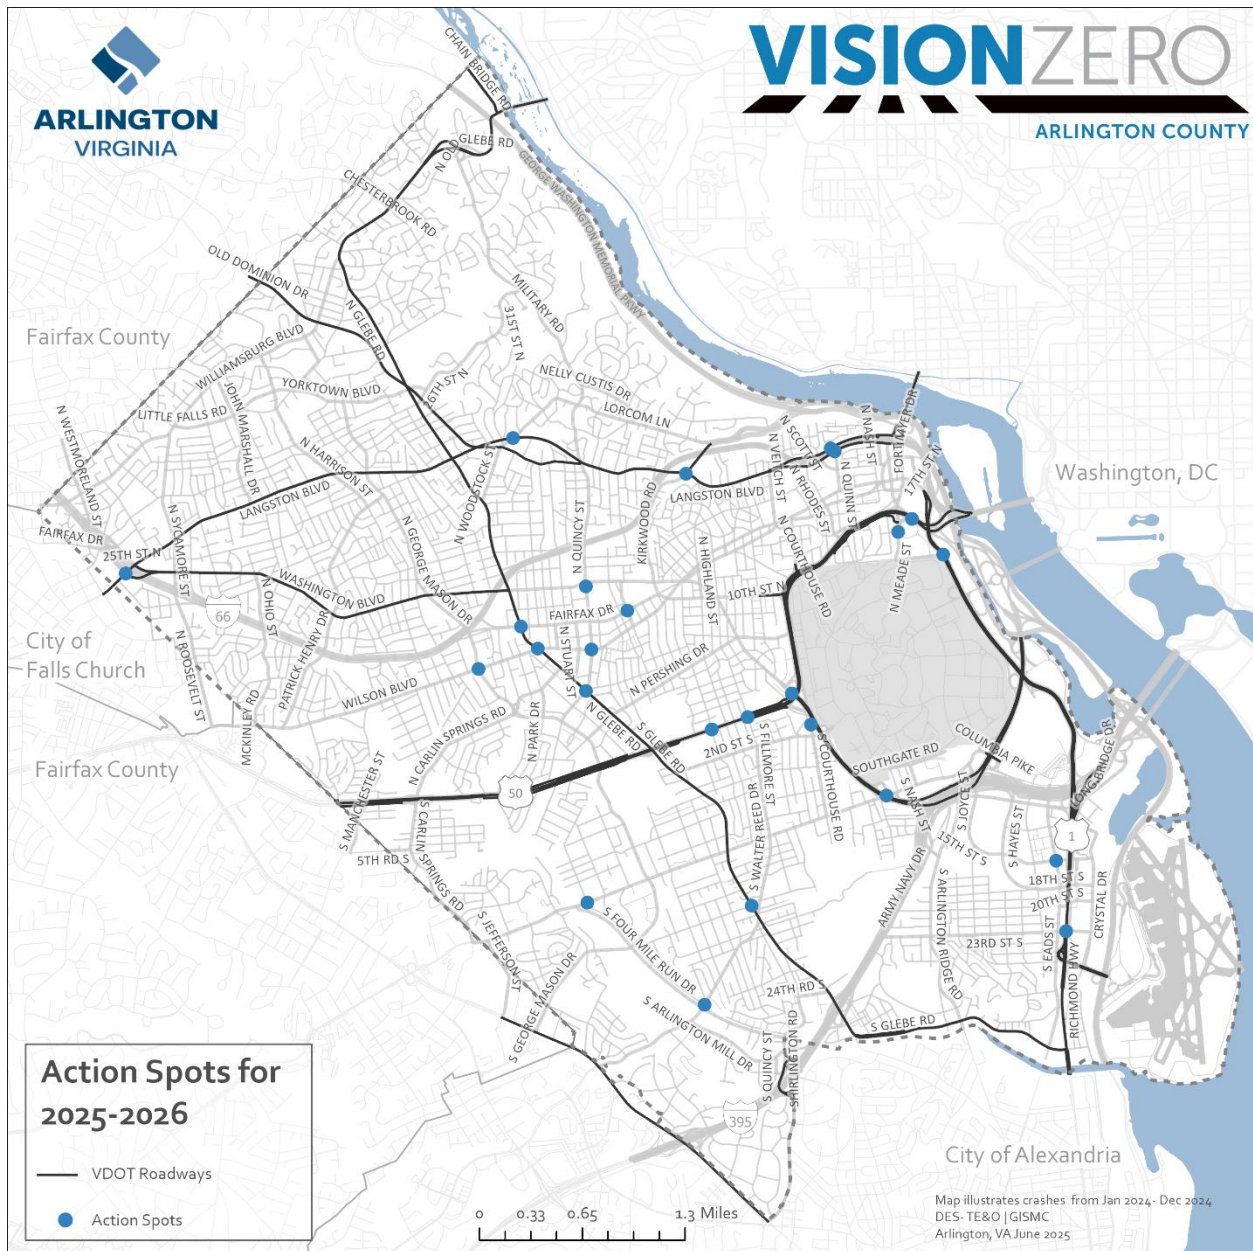 ARLINGTON
VIRGINIA
VISIONZERO
ARLINGTON COUNTY
CHAIN BRIDGE RD
N OLD GLEBE RD
GEORGE WASHINGTON MEMORIAL PKWY
CHESTERBROOK RD
OLD DOMINION DR
MILITARY RD
N GLEBE RD
31ST ST N
Fairfax County
WILLIAMSBURG BLVD
26TH ST N
NELLY CUSTIS DR
YORKTOWN BLVD
LITTLE FALLS RD
JOHN MARSHALL DR
LORCOM LN
FORT MYER DR
N NASH ST
N SCOTT ST
N VEITCH ST
N WESTMORELAND ST
N HARRISON ST
N WOODSTOCK ST
Washington, DC
17TH ST N
N QUINN ST
N RHODES ST
LANGSTON BLVD
LANGSTON BLVD
KIRKWOOD RD
N QUINCY ST
N SYCAMORE ST
FAIRFAX DR
25TH ST N
N GEORGE MASON DR
N HIGHLAND ST
N COURTHOUSE RD
N MEADE ST
WASHINGTON BLVD
N OHIO ST
66
PATRICK HENRY DR
10TH ST N
FAIRFAX DR
City of
Falls Church
N ROOSEVELT ST
MCKINLEY RD
WILSON BLVD
N STUART ST
N PERSHING DR
N GLEBE RD
S GLEBE RD
N PARK DR
N CARLIN SPRINGS RD
2ND ST S
S FILLMORE ST
S COURTHOUSE RD
SOUTHGATE RD
COLUMBIA PIKE
LONG BRIDGE DR
Fairfax County
S MANCHESTER ST
50
S CARLIN SPRINGS RD
5TH RD S
S WALTER REED DR
S NASH ST
S JOYCE ST
S HAYES ST
15TH ST S
1
18TH ST S
20TH ST S
ARMY NAVY DR
S ARLINGTON RIDGE RD
23RD ST S
S EADS ST
CRYSTAL DR
RICHMOND HWY
S JEFFERSON ST
S FOUR MILE RUN DR
S GEORGE MASON DR
24TH RD S
S GLEBE RD
S ARLINGTON MILL DR
S QUINCY ST
SHIRLINGTON RD
395
City of Alexandria
Action Spots for
2025-2026
VDOT Roadways
Action Spots
0 0.33 0.65 1.3 Miles
Map illustrates crashes from Jan 2024- Dec 2024
DES- TE&O | GISMC
Arlington, VA June 2025